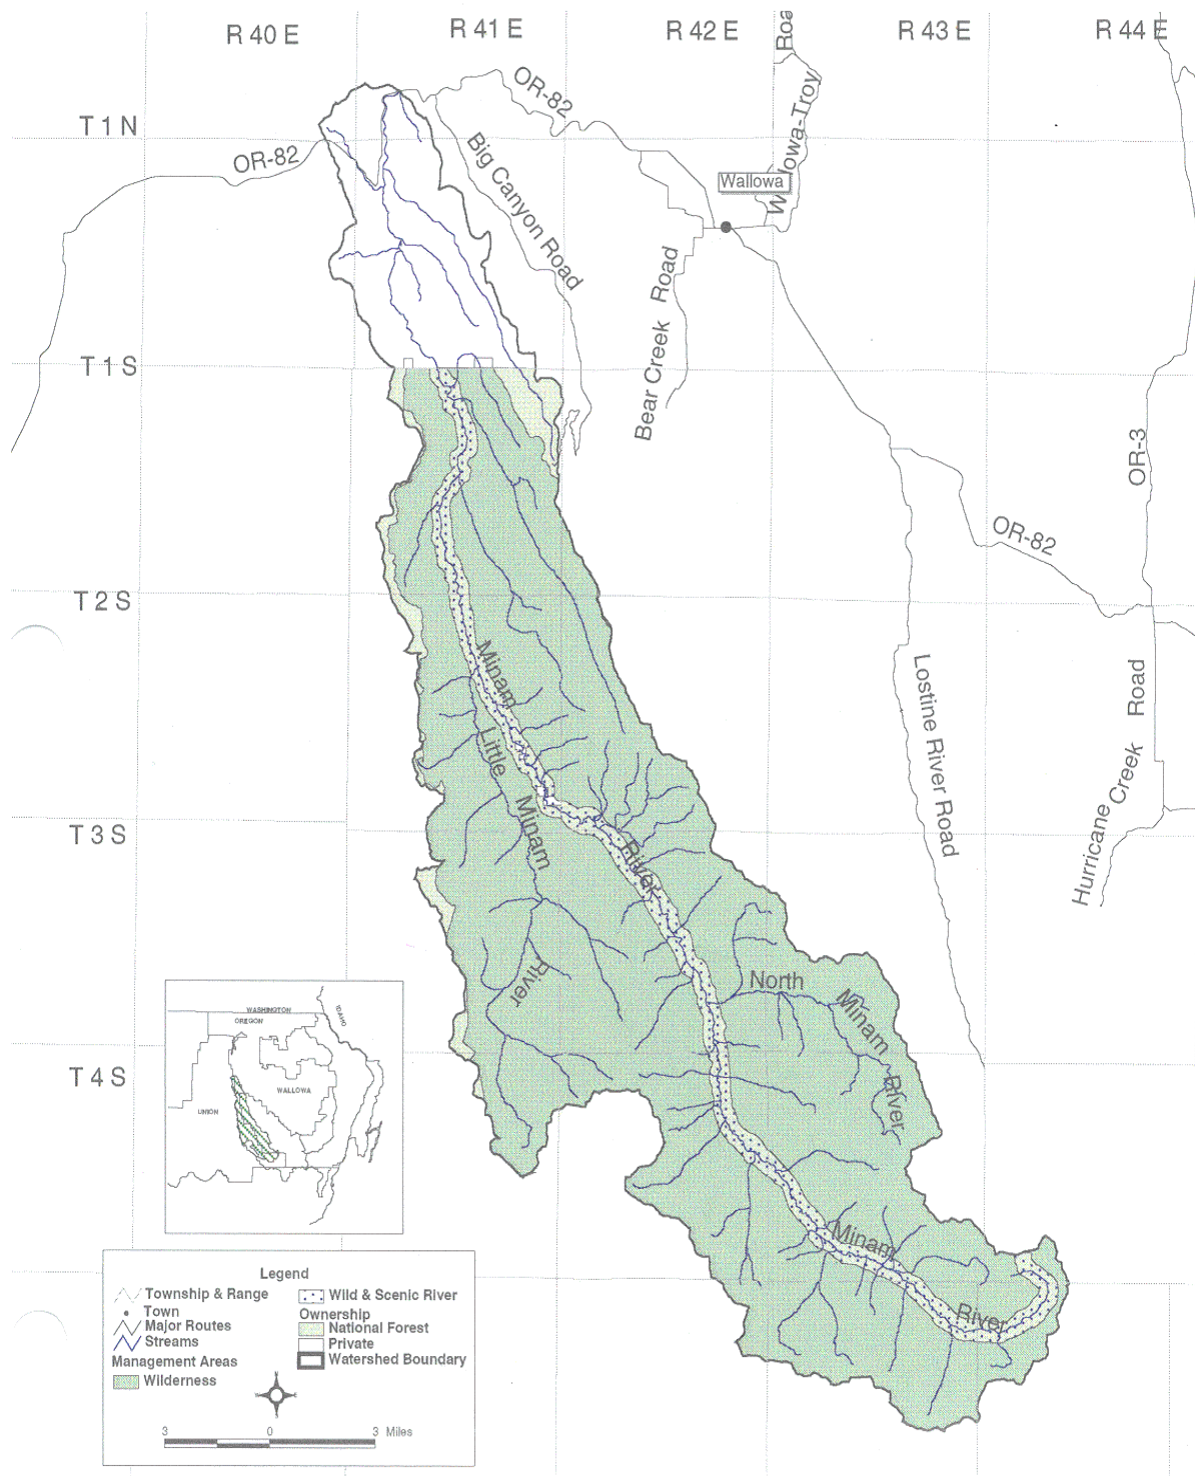 R 40 E
R 41 E
R 42 E
R 43 E
R 44 E
OR-82
Wallowa-Troy
T 1 N
OR-82
Big Canyon Road
Wallowa
Bear Creek Road
T 1 S
OR-3
OR-82
T 2 S
Minam
Lostine River Road
Hurricane Creek Road
Little Minam
T 3 S
River
River
North Minam River
T 4 S
Minam
River
WASHINGTON
OREGON
IDAHO
WALLOWA
UNION
Legend
Township & Range
Town
Major Routes
Streams
Management Areas
Wilderness
Wild & Scenic River
Ownership
National Forest
Private
Watershed Boundary
3 0 3 Miles